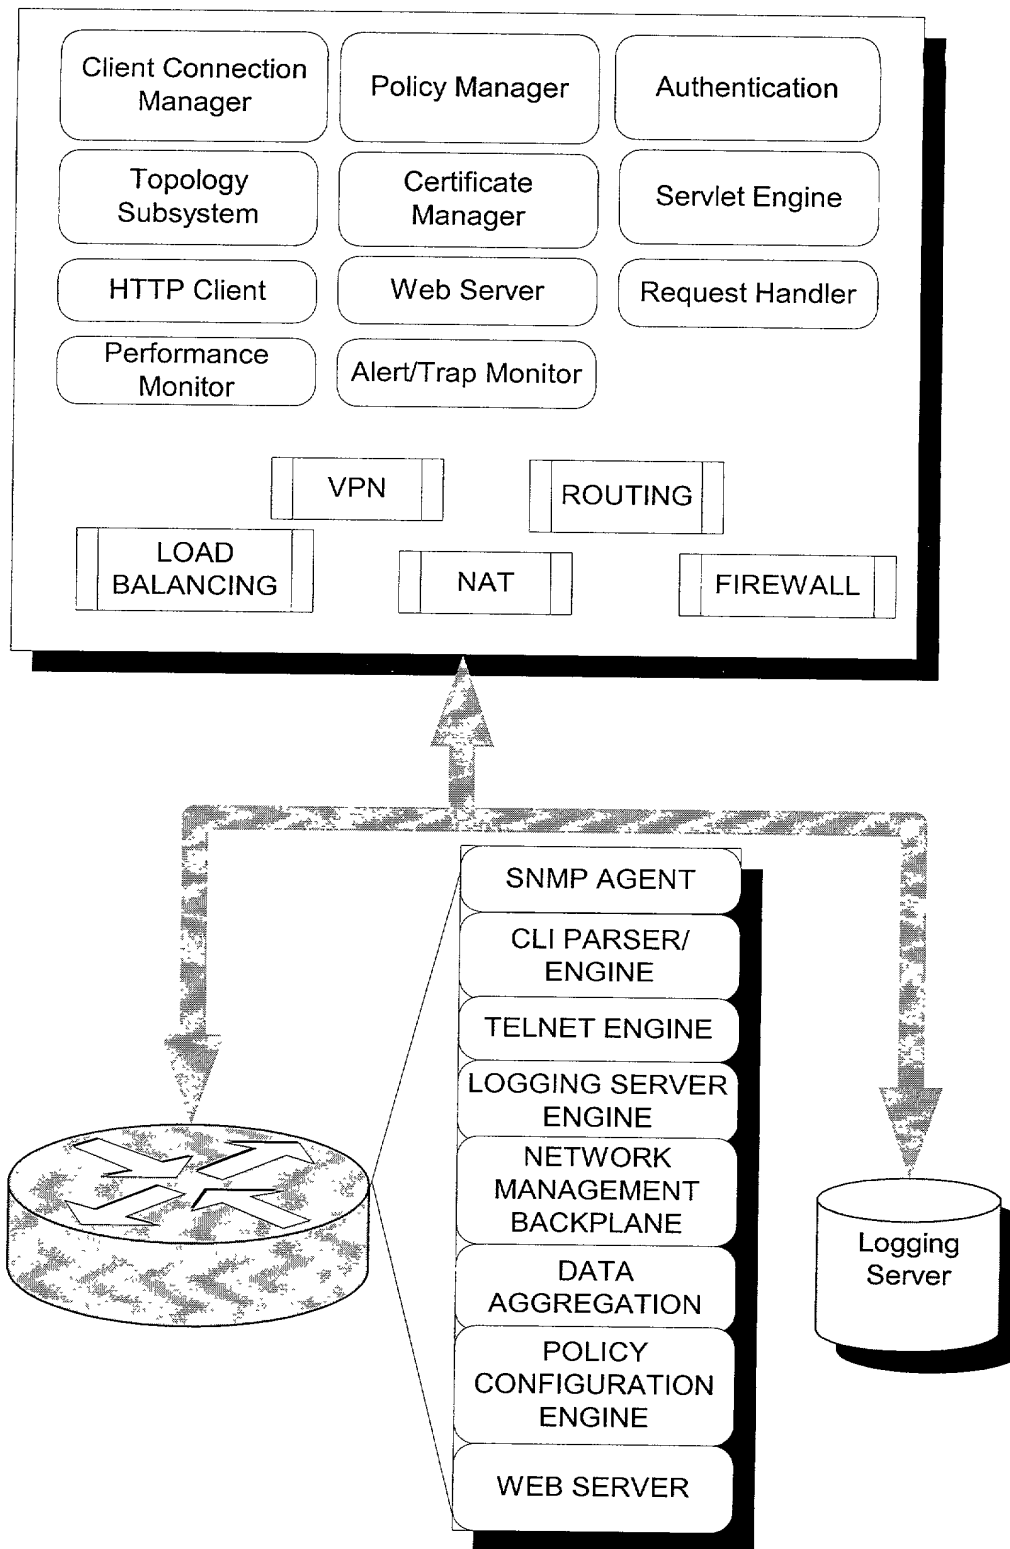 Client Connection
Manager
Policy Manager
Authentication
Topology
Subsystem
Certificate
Manager
Servlet Engine
HTTP Client
Web Server
Request Handler
Performance
Monitor
Alert/Trap Monitor
VPN
ROUTING
LOAD
BALANCING
NAT
FIREWALL
SNMP AGENT
CLI PARSER/
ENGINE
TELNET ENGINE
LOGGING SERVER
ENGINE
NETWORK
MANAGEMENT
BACKPLANE
DATA
AGGREGATION
POLICY
CONFIGURATION
ENGINE
WEB SERVER
Logging
Server